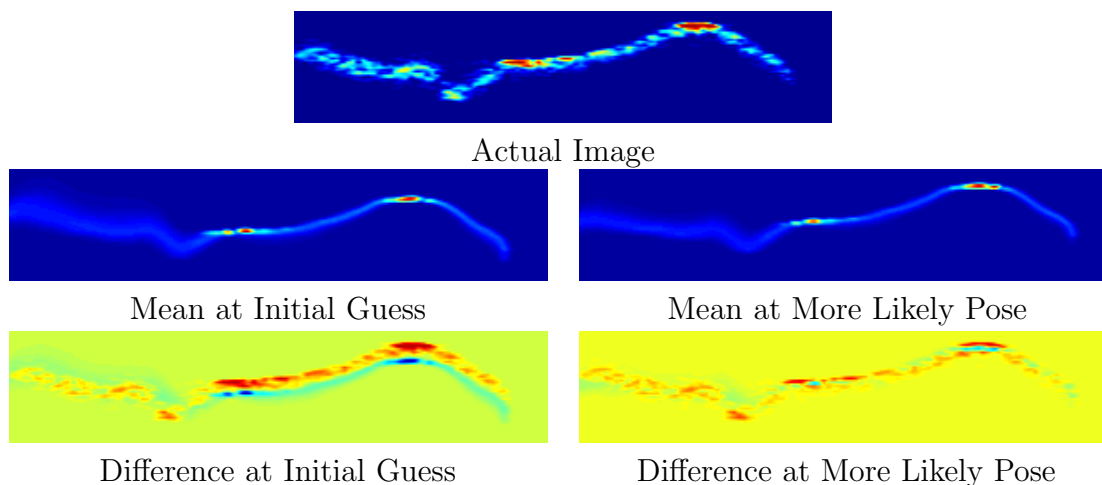 Actual Image
Mean at Initial Guess
Mean at More Likely Pose
Difference at Initial Guess
Difference at More Likely Pose